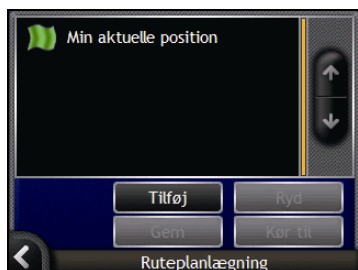 Min aktuelle position
Tilføj
Ryd
Gem
Kør til
Ruteplanlægning